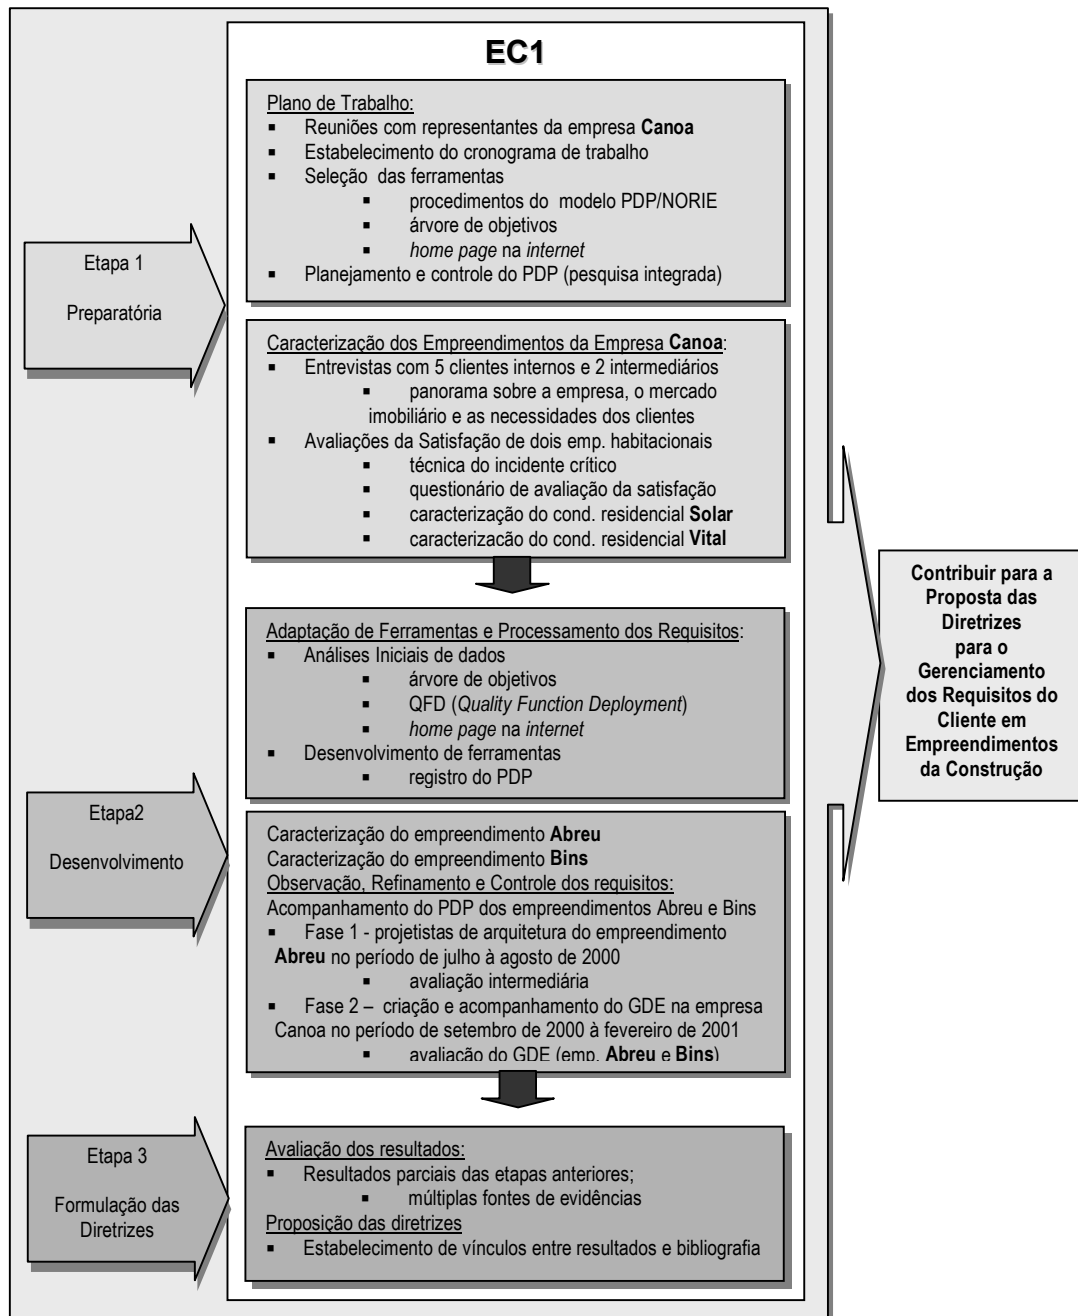 EC1
Plano de Trabalho:
▪ Reuniões com representantes da empresa Canoa
▪ Estabelecimento do cronograma de trabalho
▪ Seleção das ferramentas
▪ procedimentos do modelo PDP/NORIE
▪ árvore de objetivos
▪ home page na internet
▪ Planejamento e controle do PDP (pesquisa integrada)
Etapa 1
Preparatória
Caracterização dos Empreendimentos da Empresa Canoa:
▪ Entrevistas com 5 clientes internos e 2 intermediários
▪ panorama sobre a empresa, o mercado
imobiliário e as necessidades dos clientes
▪ Avaliações da Satisfação de dois emp. habitacionais
▪ técnica do incidente crítico
▪ questionário de avaliação da satisfação
▪ caracterização do cond. residencial Solar
▪ caracterização do cond. residencial Vital
Adaptação de Ferramentas e Processamento dos Requisitos:
▪ Análises Iniciais de dados
▪ árvore de objetivos
▪ QFD (Quality Function Deployment)
▪ home page na internet
▪ Desenvolvimento de ferramentas
▪ registro do PDP
Etapa2
Desenvolvimento
Caracterização do empreendimento Abreu
Caracterização do empreendimento Bins
Observação, Refinamento e Controle dos requisitos:
Acompanhamento do PDP dos empreendimentos Abreu e Bins
▪ Fase 1 - projetistas de arquitetura do empreendimento
Abreu no período de julho à agosto de 2000
▪ avaliação intermediária
▪ Fase 2 – criação e acompanhamento do GDE na empresa
Canoa no período de setembro de 2000 à fevereiro de 2001
▪ avaliação do GDE (emp. Abreu e Bins)
Etapa 3
Formulação das
Diretrizes
Avaliação dos resultados:
▪ Resultados parciais das etapas anteriores;
▪ múltiplas fontes de evidências
Proposição das diretrizes
▪ Estabelecimento de vínculos entre resultados e bibliografia
Contribuir para a
Proposta das
Diretrizes
para o
Gerenciamento
dos Requisitos do
Cliente em
Empreendimentos
da Construção